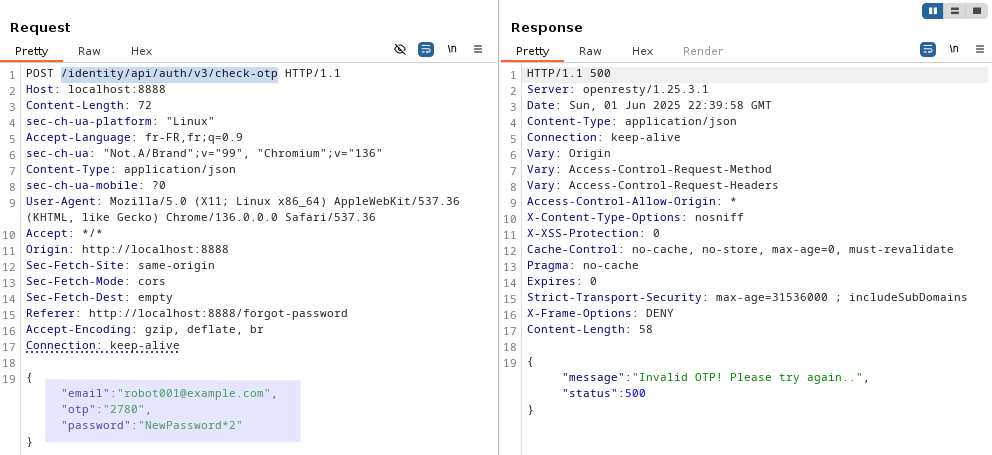 Request
Pretty Raw Hex
\n
1 POST /identity/api/auth/v3/check-otp HTTP/1.1
2 Host: localhost:8888
3 Content-Length: 72
4 sec-ch-ua-platform: "Linux"
5 Accept-Language: fr-FR,fr;q=0.9
6 sec-ch-ua: "Not.A/Brand";v="99", "Chromium";v="136"
7 Content-Type: application/json
8 sec-ch-ua-mobile: ?0
9 User-Agent: Mozilla/5.0 (X11; Linux x86_64) AppleWebKit/537.36
(KHTML, like Gecko) Chrome/136.0.0.0 Safari/537.36
10 Accept: */*
11 Origin: http://localhost:8888
12 Sec-Fetch-Site: same-origin
13 Sec-Fetch-Mode: cors
14 Sec-Fetch-Dest: empty
15 Referer: http://localhost:8888/forgot-password
16 Accept-Encoding: gzip, deflate, br
17 Connection: keep-alive
18
19 {
"email":"robot001@example.com",
"otp":"2780",
"password":"NewPassword*2"
}
Response
Pretty Raw Hex Render
\n
1 HTTP/1.1 500
2 Server: openresty/1.25.3.1
3 Date: Sun, 01 Jun 2025 22:39:58 GMT
4 Content-Type: application/json
5 Connection: keep-alive
6 Vary: Origin
7 Vary: Access-Control-Request-Method
8 Vary: Access-Control-Request-Headers
9 Access-Control-Allow-Origin: *
10 X-Content-Type-Options: nosniff
11 X-XSS-Protection: 0
12 Cache-Control: no-cache, no-store, max-age=0, must-revalidate
13 Pragma: no-cache
14 Expires: 0
15 Strict-Transport-Security: max-age=31536000 ; includeSubDomains
16 X-Frame-Options: DENY
17 Content-Length: 58
18
19 {
"message":"Invalid OTP! Please try again..",
"status":500
}